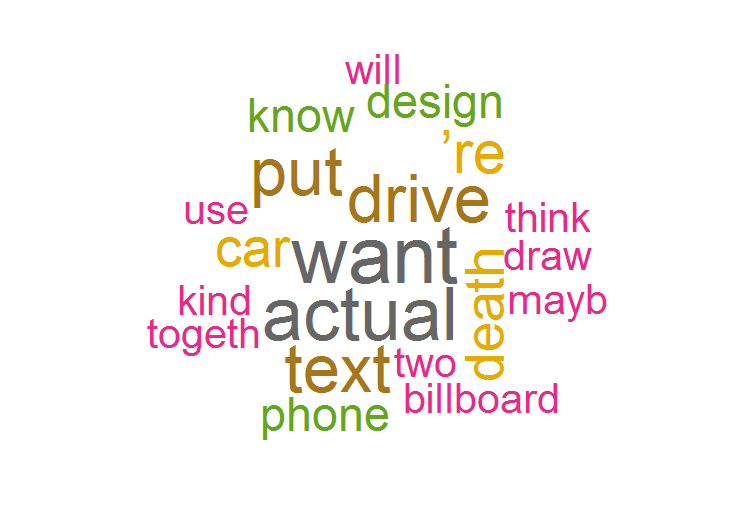 will
know design
’re
put drive
use think
car want draw
death
kind actual mayb
togeth
text two
phone billboard